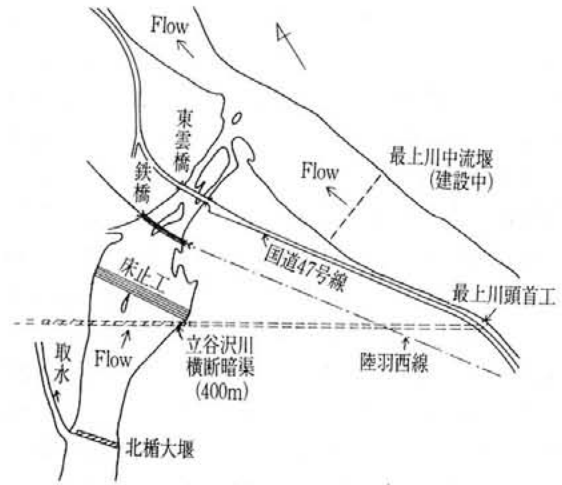 Flow
東雲橋
鉄橋
Flow
最上川中流堰
(建設中)
国道47号線
床止工
最上川頭首工
取水
Flow
立谷沢川
横断暗渠
(400m)
陸羽西線
北楯大堰